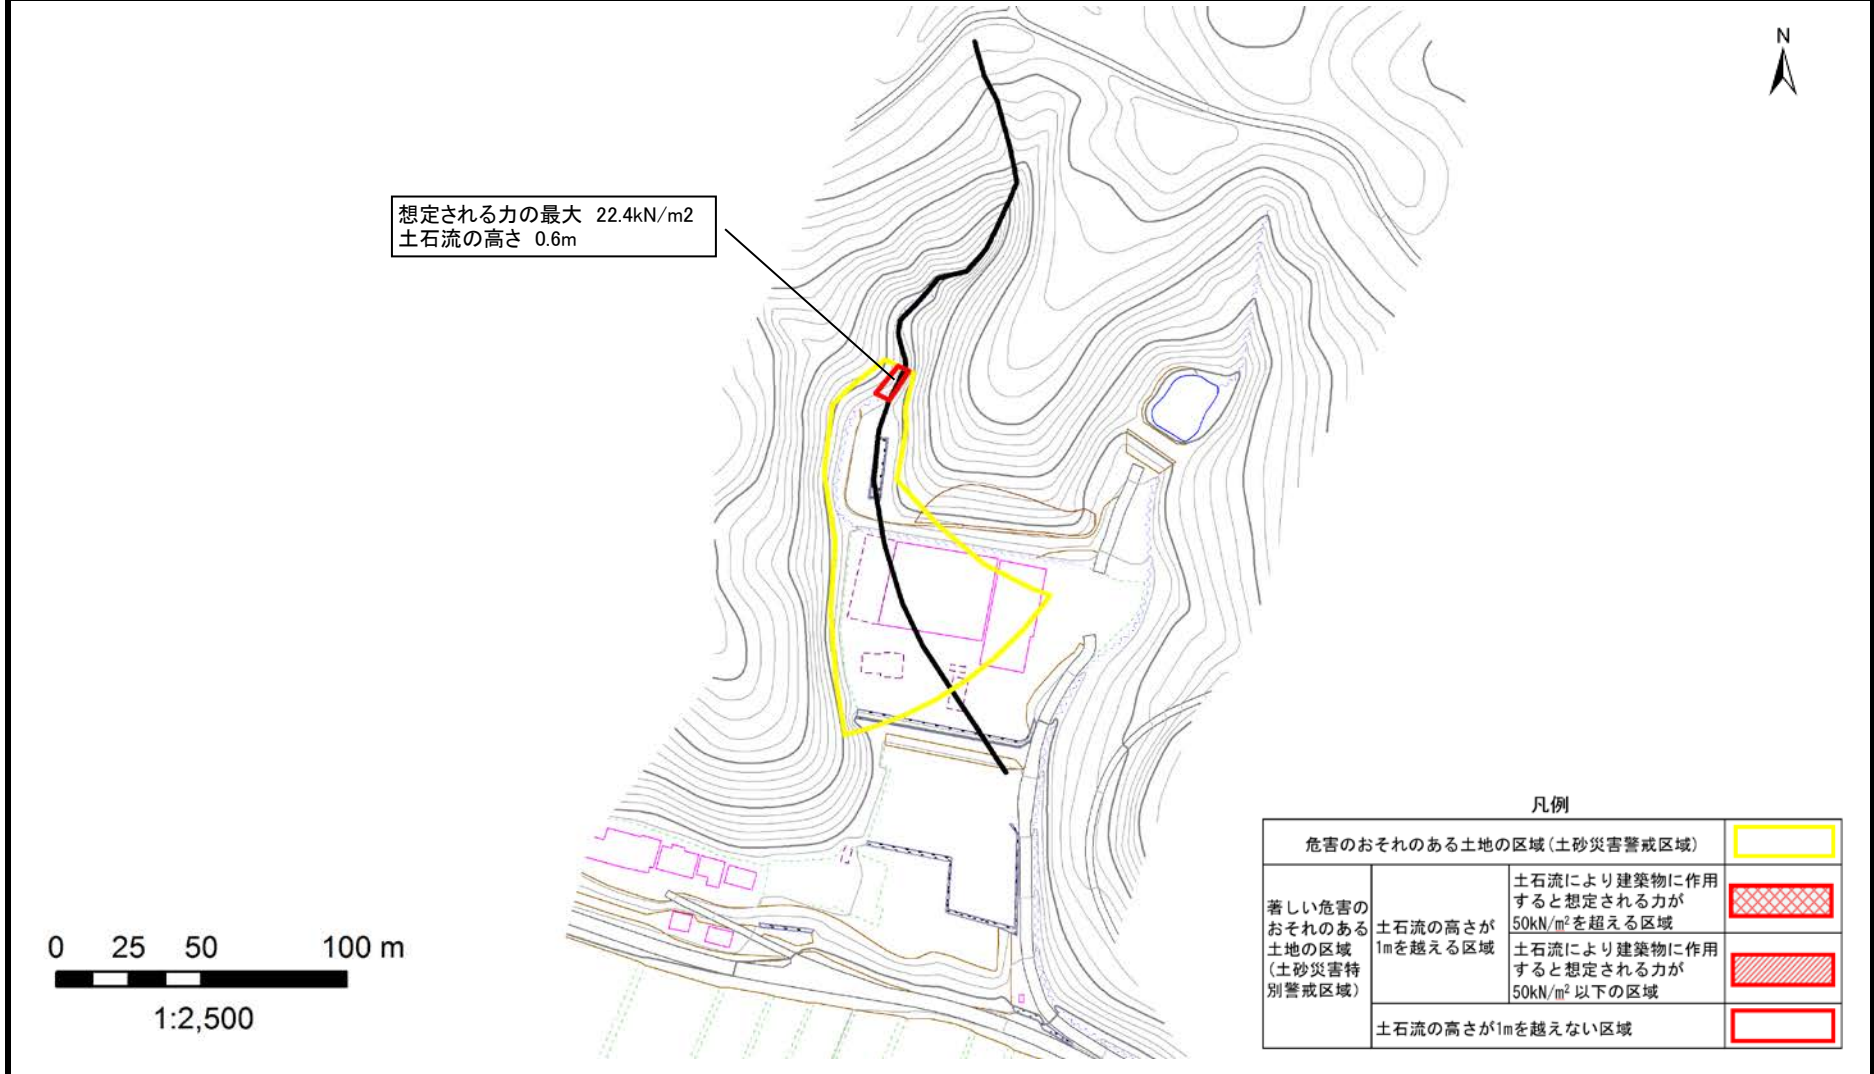 N
想定される力の最大 22.4kN/m2
土石流の高さ 0.6m
凡例
危害のおそれのある土地の区域(土砂災害警戒区域)
著しい危害の
おそれのある
土地の区域
(土砂災害特
別警戒区域)
土石流の高さが
1mを越える区域
土石流により建築物に作用
すると想定される力が
50kN/m²を超える区域
土石流により建築物に作用
すると想定される力が
50kN/m² 以下の区域
土石流の高さが1mを越えない区域
0 25 50 100 m
1:2,500